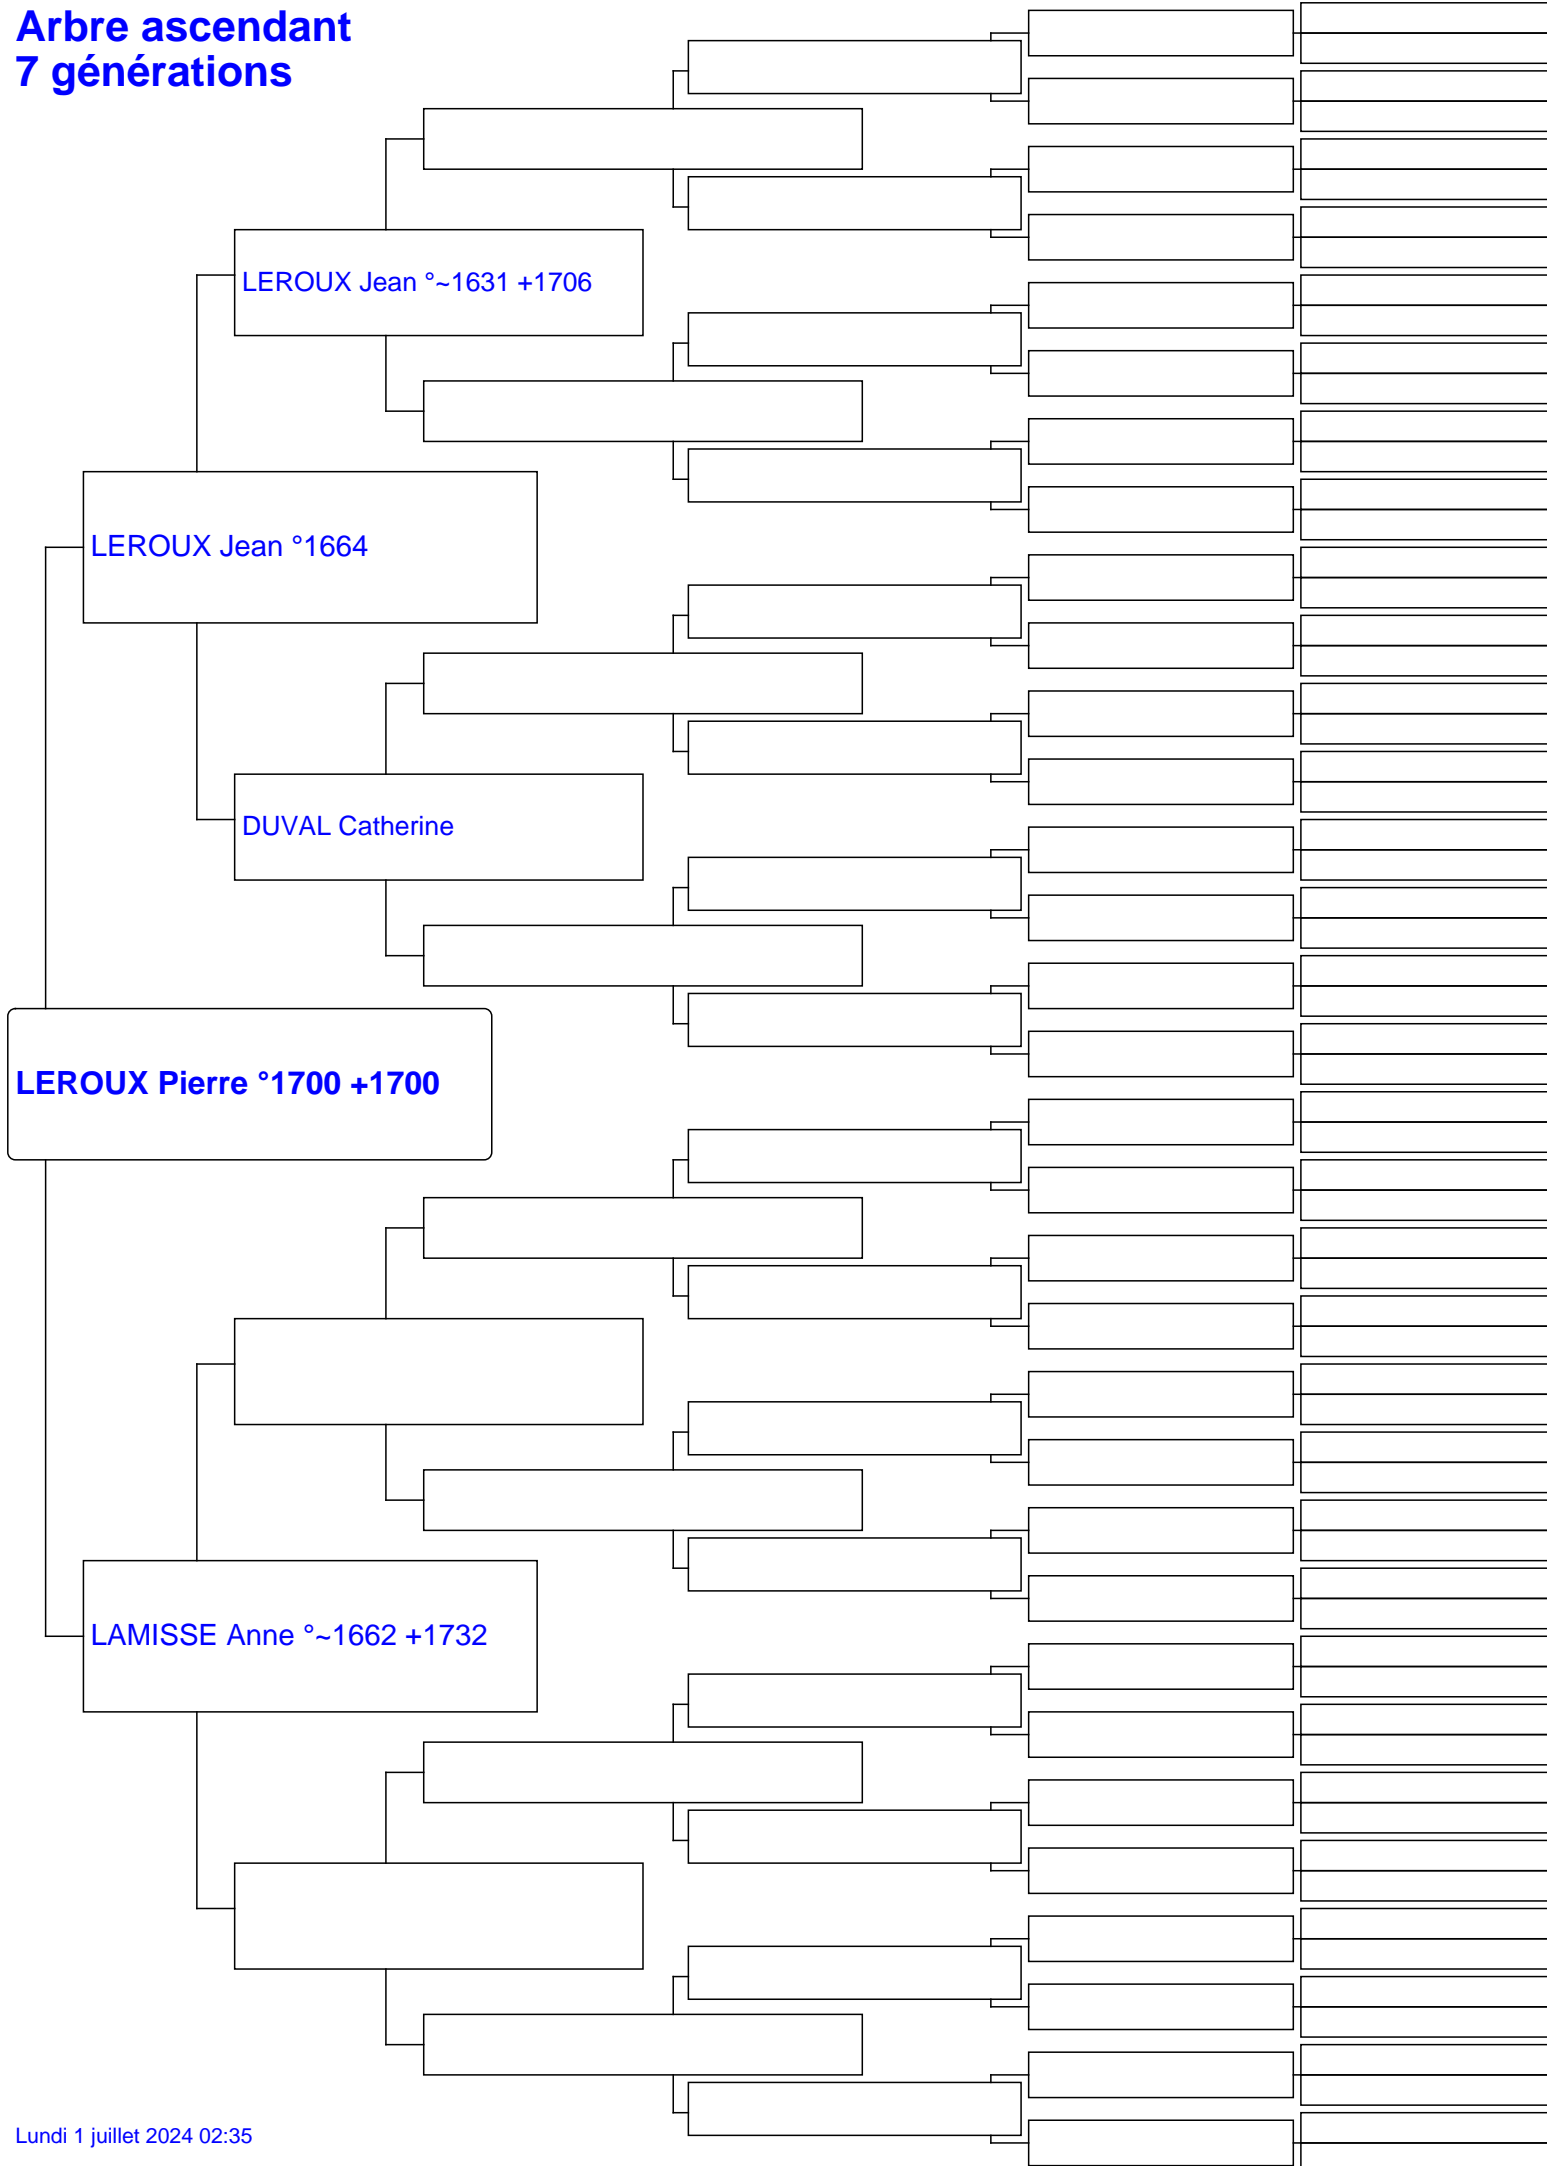 Arbre ascendant
7 générations
LEROUX Jean °~1631 +1706
LEROUX Jean °1664
DUVAL Catherine
LEROUX Pierre °1700 +1700
LAMISSE Anne °~1662 +1732
Lundi 1 juillet 2024 02:35